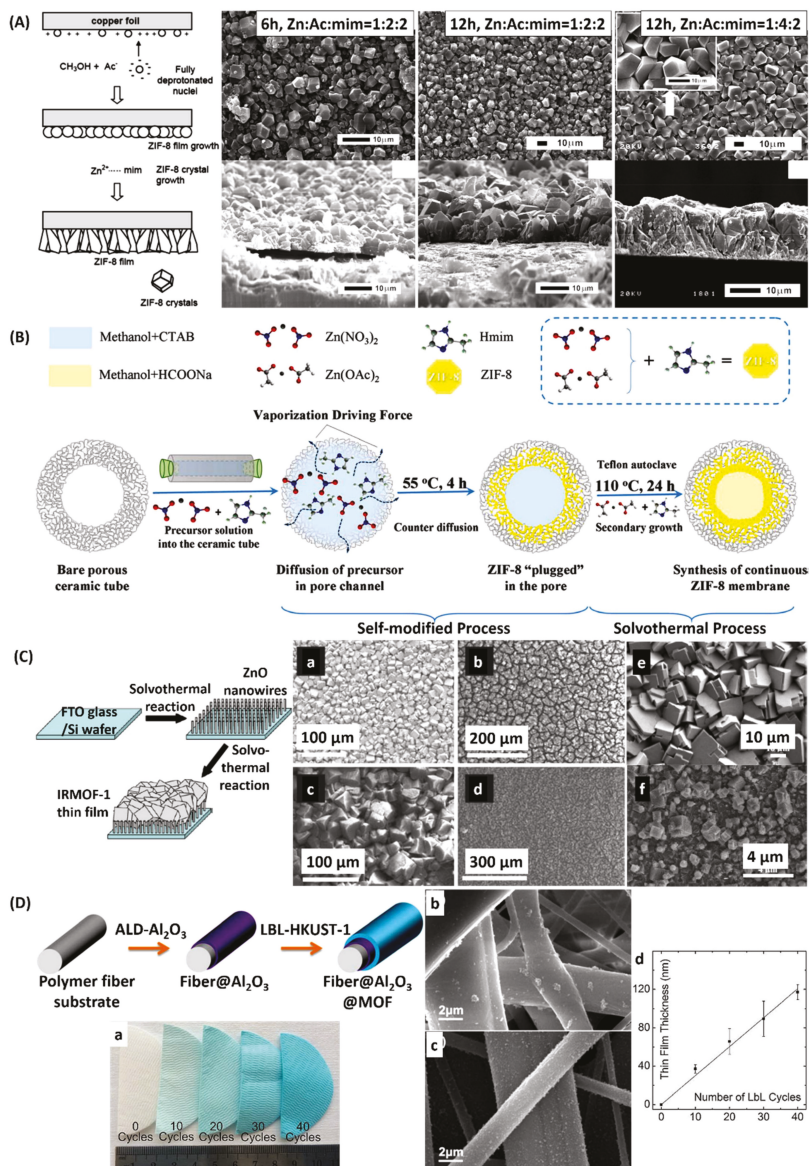 (A)
copper foil
CH3OH + Ac-
Fully
deprotonated
nuclei
ZIF-8 film growth
Zn2+ ----- mim
ZIF-8 crystal
growth
ZIF-8 film
ZIF-8 crystals
6h, Zn:Ac:mim=1:2:2
12h, Zn:Ac:mim=1:2:2
12h, Zn:Ac:mim=1:4:2
10μm
10μm
10μm
10μm
20KV
3602
10μm
10μm
10μm
20KV
1801
(B)
Methanol+CTAB
Zn(NO3)2
Hmim
Methanol+HCOONa
Zn(OAc)2
ZIF-8
ZIF-8
+
=
ZIF-8
Vaporization Driving Force
Precursor solution
into the ceramic tube
+
55 °C, 4 h
Counter diffusion
Teflon autoclave
110 °C, 24 h
+
Secondary growth
Bare porous
ceramic tube
Diffusion of precursor
in pore channel
ZIF-8 “plugged”
in the pore
Synthesis of continuous
ZIF-8 membrane
Self-modified Process
Solvothermal Process
(C)
FTO glass
/Si wafer
Solvothermal
reaction
ZnO
nanowires
Solvo-
thermal
reaction
IRMOF-1
thin film
a
100 μm
b
200 μm
e
10 μm
c
100 μm
d
300 μm
f
4 μm
(D)
ALD-Al2O3
LBL-HKUST-1
Polymer fiber
substrate
Fiber@Al2O3
Fiber@Al2O3
@MOF
a
0
Cycles
10
Cycles
20
Cycles
30
Cycles
40
Cycles
b
2μm
c
2μm
d
Thin Film Thickness (nm)
120
80
40
0
Number of LbL Cycles
0 10 20 30 40